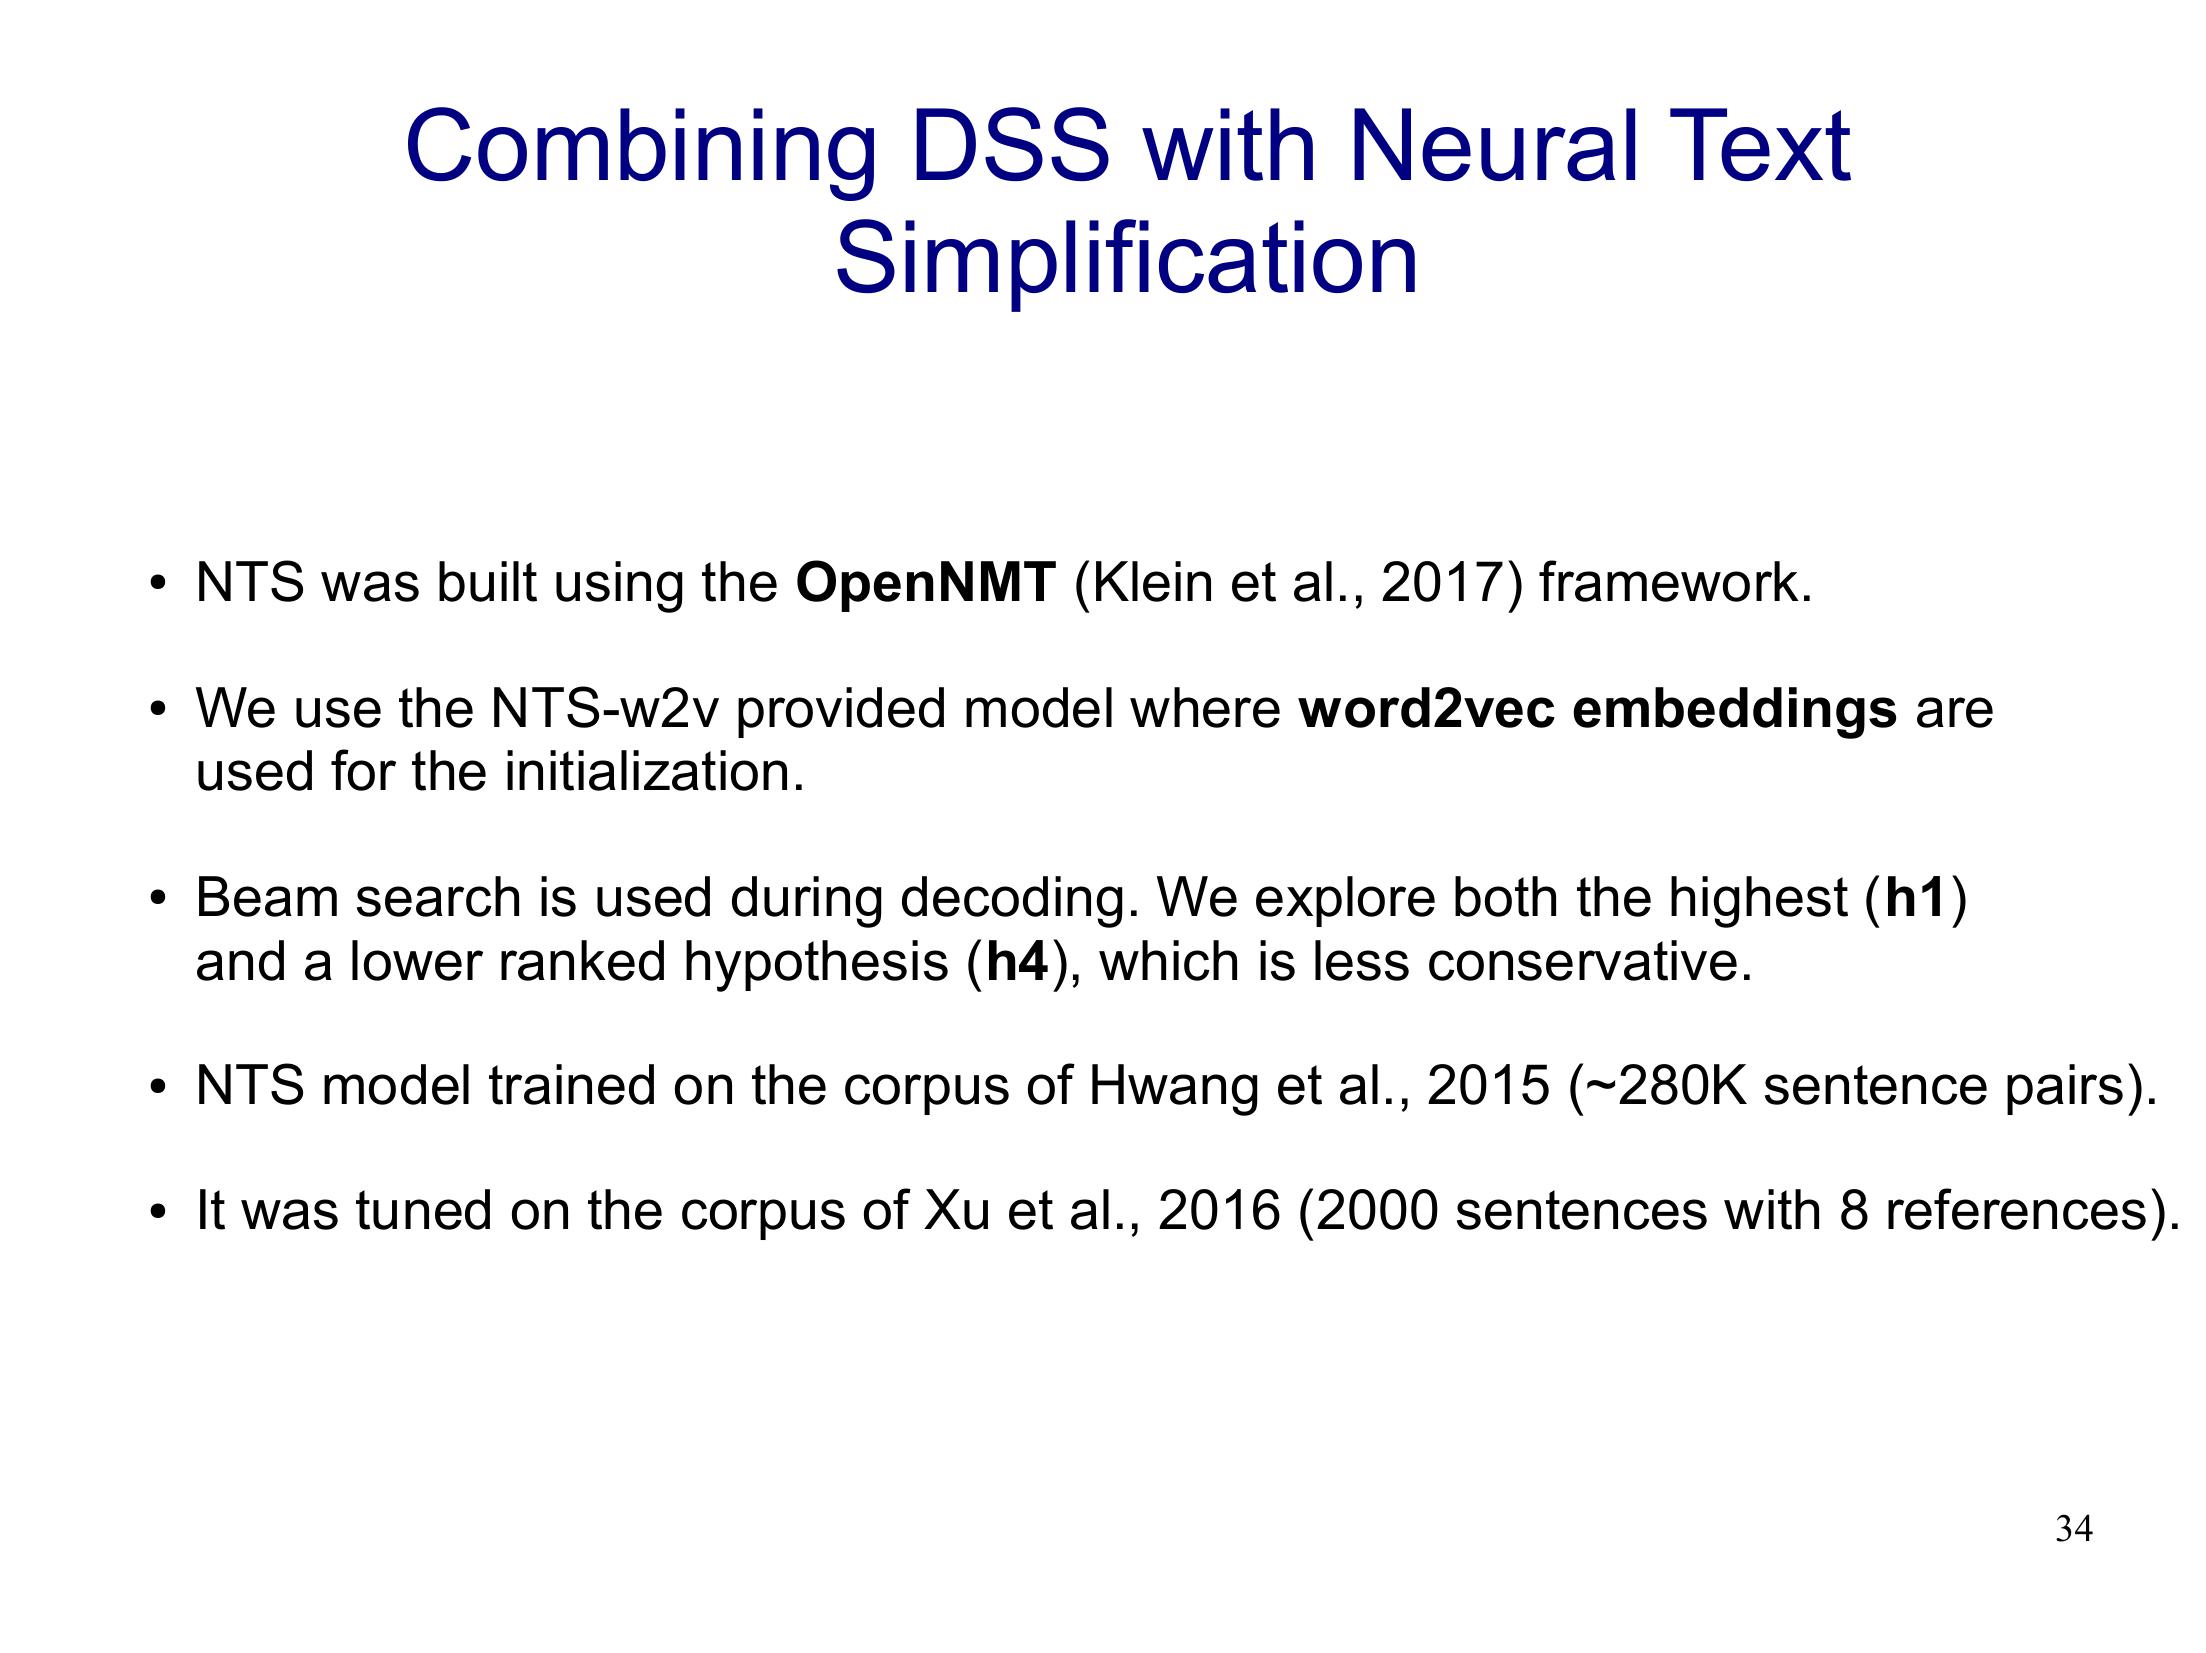 Combining DSS with Neural Text
Simplification
• NTS was built using the OpenNMT (Klein et al., 2017) framework.
• We use the NTS-w2v provided model where word2vec embeddings are
used for the initialization.
• Beam search is used during decoding. We explore both the highest (h1)
and a lower ranked hypothesis (h4), which is less conservative.
• NTS model trained on the corpus of Hwang et al., 2015 (~280K sentence pairs).
• It was tuned on the corpus of Xu et al., 2016 (2000 sentences with 8 references).
34